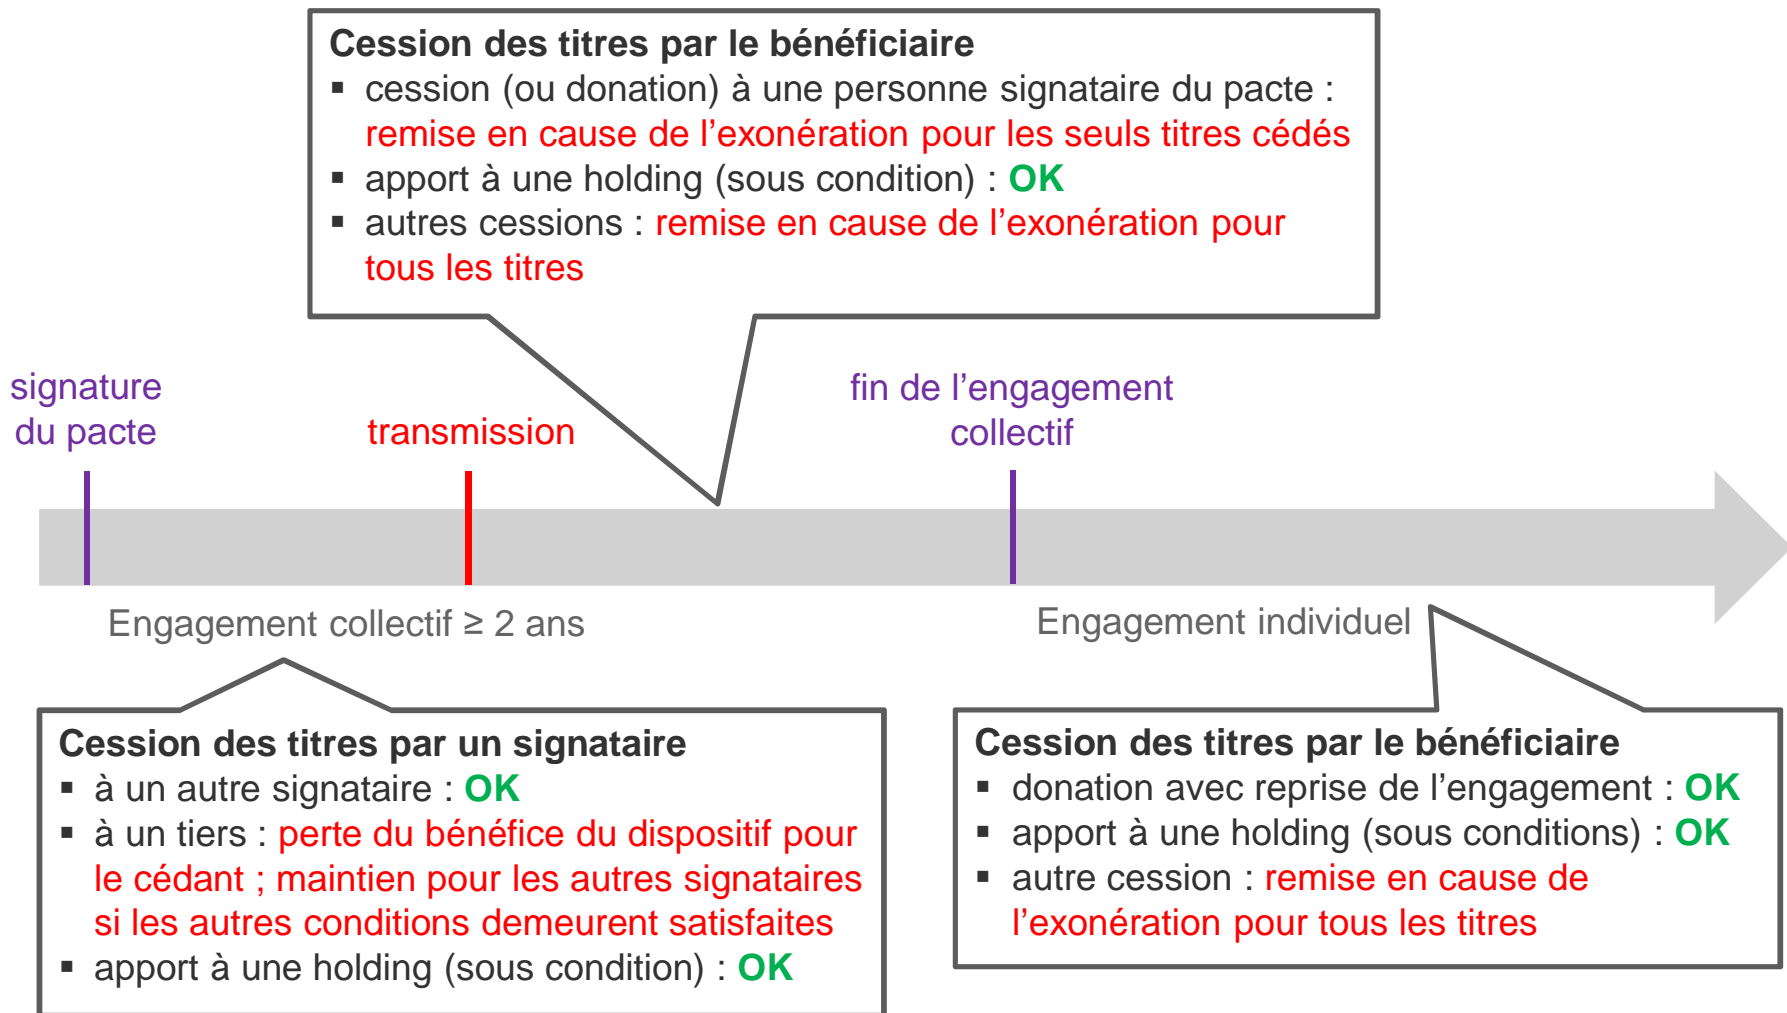 Cession des titres par le bénéficiaire
▪ cession (ou donation) à une personne signataire du pacte :
remise en cause de l’exonération pour les seuls titres cédés
▪ apport à une holding (sous condition) : OK
▪ autres cessions : remise en cause de l’exonération pour
tous les titres
signature
du pacte
transmission
fin de l’engagement
collectif
Engagement collectif ≥ 2 ans
Engagement individuel
Cession des titres par un signataire
▪ à un autre signataire : OK
▪ à un tiers : perte du bénéfice du dispositif pour
le cédant ; maintien pour les autres signataires
si les autres conditions demeurent satisfaites
▪ apport à une holding (sous condition) : OK
Cession des titres par le bénéficiaire
▪ donation avec reprise de l’engagement : OK
▪ apport à une holding (sous conditions) : OK
▪ autre cession : remise en cause de
l’exonération pour tous les titres